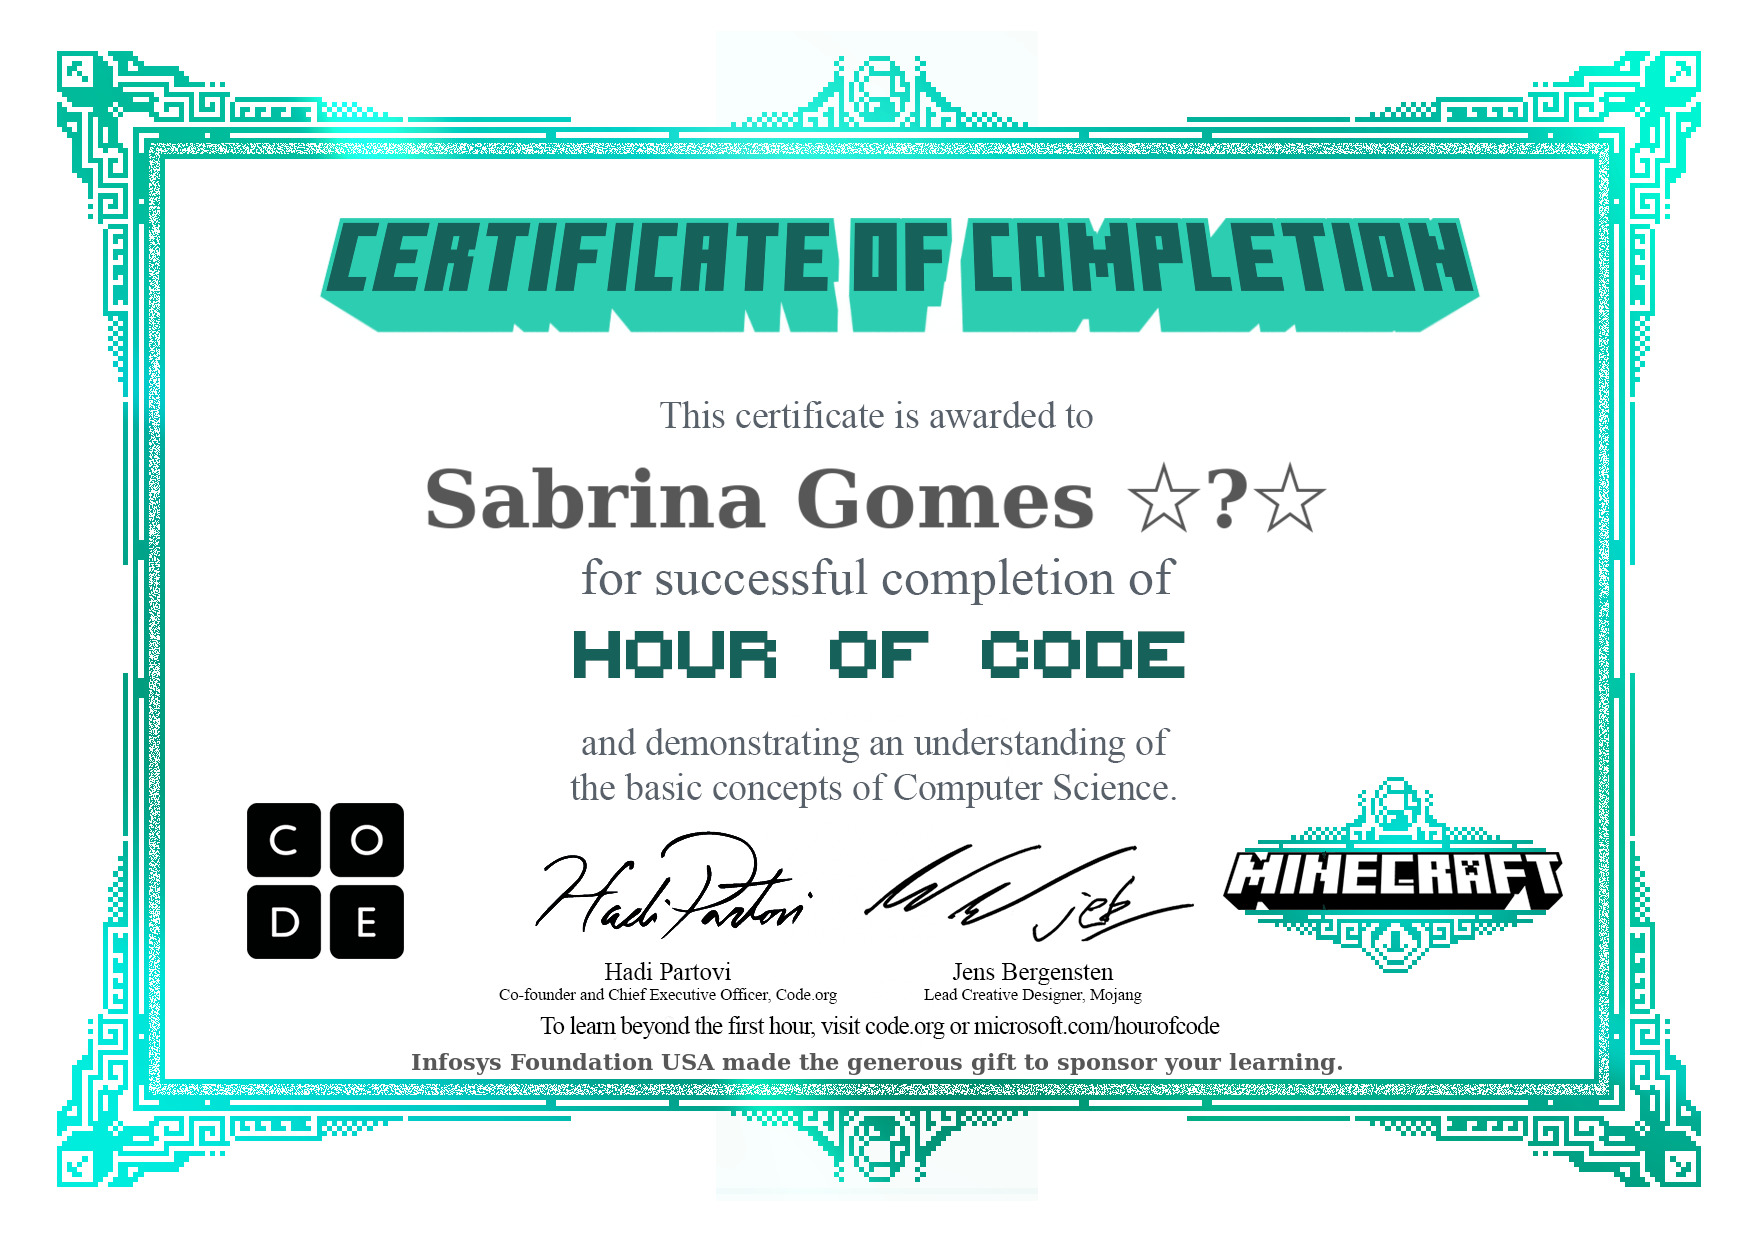 CERTIFICATE OF COMPLETION
This certificate is awarded to
Sabrina Gomes ☆?☆
for successful completion of
HOUR OF CODE
and demonstrating an understanding of
the basic concepts of Computer Science.
C O
D E
Hadi Partovi
jeb
MINECRAFT
Hadi Partovi
Co-founder and Chief Executive Officer, Code.org
Jens Bergensten
Lead Creative Designer, Mojang
To learn beyond the first hour, visit code.org or microsoft.com/hourofcode
Infosys Foundation USA made the generous gift to sponsor your learning.